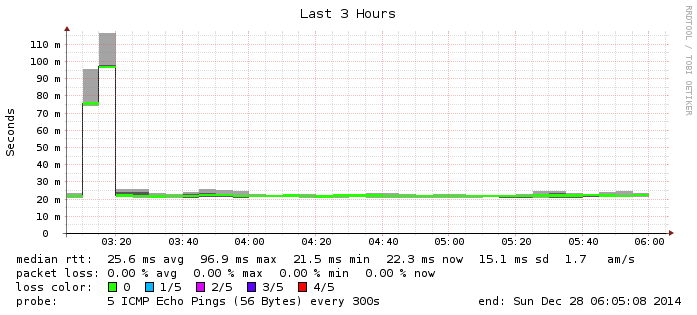 Last 3 Hours
RRDTOOL / TOBI OETIKER
Seconds
110 m
100 m
90 m
80 m
70 m
60 m
50 m
40 m
30 m
20 m
10 m
0
03:20 03:40 04:00 04:20 04:40 05:00 05:20 05:40 06:00
median rtt: 25.6 ms avg 96.9 ms max 21.5 ms min 22.3 ms now 15.1 ms sd 1.7 am/s
packet loss: 0.00 % avg 0.00 % max 0.00 % min 0.00 % now
loss color: 0 1/5 2/5 3/5 4/5
probe: 5 ICMP Echo Pings (56 Bytes) every 300s end: Sun Dec 28 06:05:08 2014